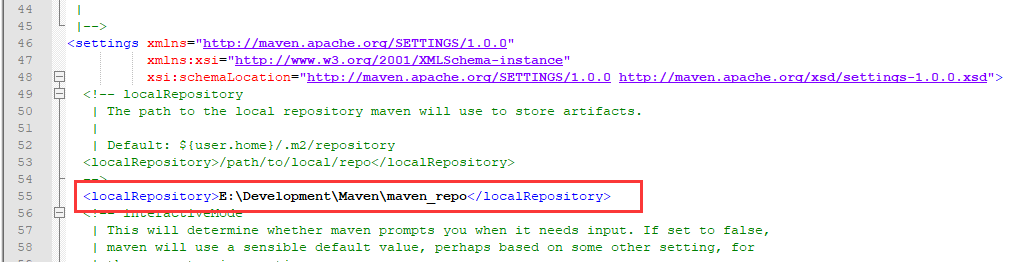 44 |
45 |-->
46 <settings xmlns="http://maven.apache.org/SETTINGS/1.0.0"
47 xmlns:xsi="http://www.w3.org/2001/XMLSchema-instance"
48 xsi:schemaLocation="http://maven.apache.org/SETTINGS/1.0.0 http://maven.apache.org/xsd/settings-1.0.0.xsd">
49 <!-- localRepository
50 | The path to the local repository maven will use to store artifacts.
51 |
52 | Default: ${user.home}/.m2/repository
53 <localRepository>/path/to/local/repo</localRepository>
54 -->
55 <localRepository>E:\Development\Maven\maven_repo</localRepository>
56 <!-- interactiveMode
57 | This will determine whether maven prompts you when it needs input. If set to false,
58 | maven will use a sensible default value, perhaps based on some other setting, for